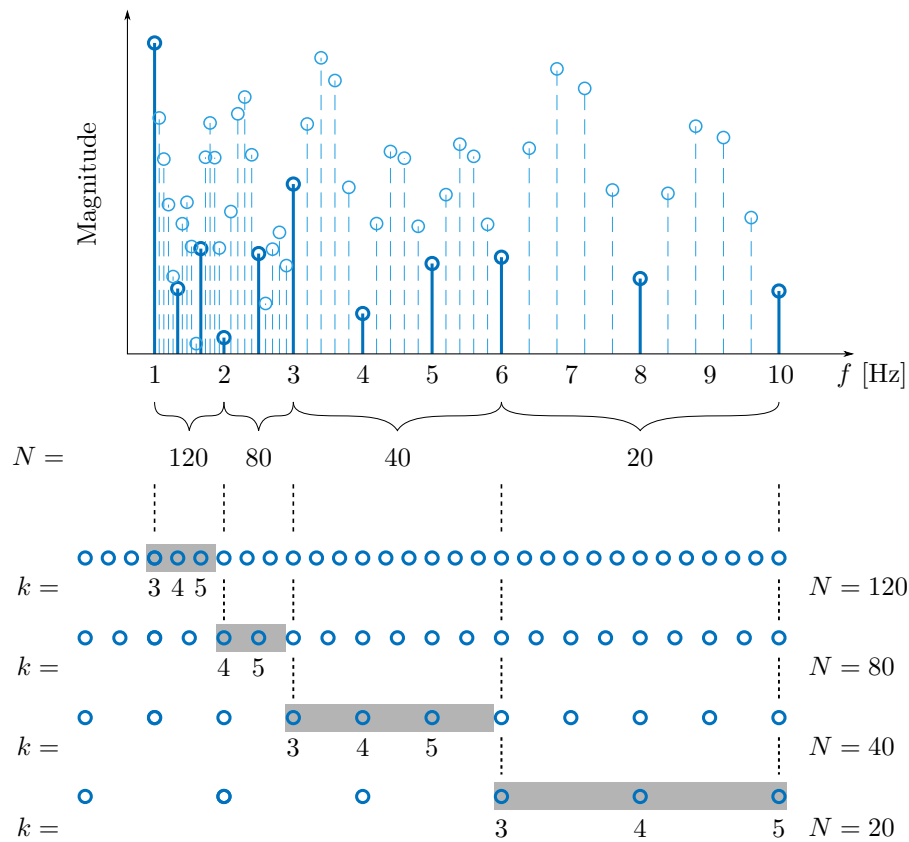 Magnitude
1 2 3 4 5 6 7 8 9 10 f [Hz]
N = 120 80 40 20
k = 3 4 5 N = 120
k = 4 5 N = 80
k = 3 4 5 N = 40
k = 3 4 5 N = 20